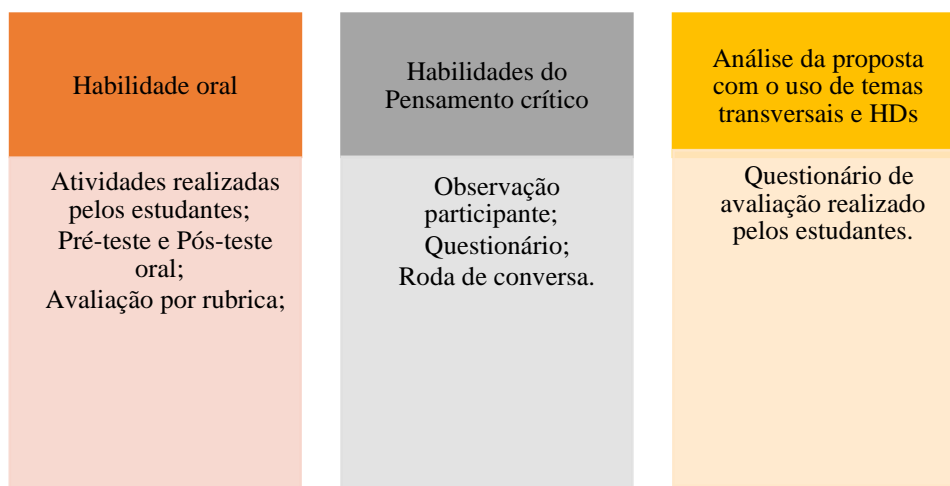 Habilidade oral
Atividades realizadas
pelos estudantes;
Pré-teste e Pós-teste
oral;
Avaliação por rubrica;
Habilidades do
Pensamento crítico
Observação
participante;
Questionário;
Roda de conversa.
Análise da proposta
com o uso de temas
transversais e HDs
Questionário de
avaliação realizado
pelos estudantes.